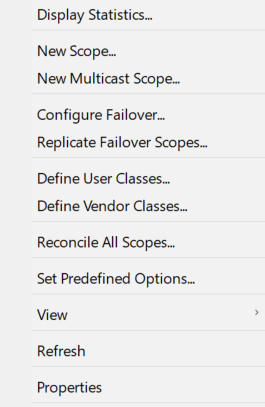 Display Statistics...
New Scope...
New Multicast Scope...
Configure Failover...
Replicate Failover Scopes...
Define User Classes...
Define Vendor Classes...
Reconcile All Scopes...
Set Predefined Options...
View
Refresh
Properties